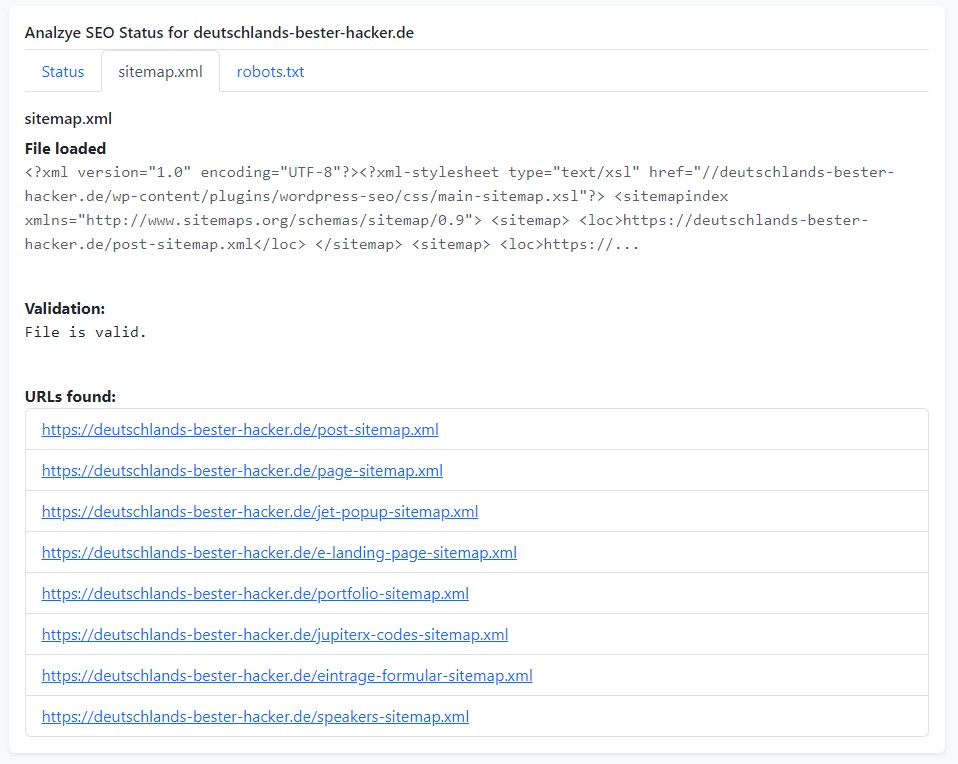 Analzye SEO Status for deutschlands-bester-hacker.de
Status
sitemap.xml
robots.txt
sitemap.xml
File loaded
<?xml version="1.0" encoding="UTF-8"?><?xml-stylesheet type="text/xsl" href="//deutschlands-bester-
hacker.de/wp-content/plugins/wordpress-seo/css/main-sitemap.xsl"?> <sitemapindex
xmlns="http://www.sitemaps.org/schemas/sitemap/0.9"> <sitemap> <loc>https://deutschlands-bester-
hacker.de/post-sitemap.xml</loc> </sitemap> <sitemap> <loc>https://...
Validation:
File is valid.
URLs found:
https://deutschlands-bester-hacker.de/post-sitemap.xml
https://deutschlands-bester-hacker.de/page-sitemap.xml
https://deutschlands-bester-hacker.de/jet-popup-sitemap.xml
https://deutschlands-bester-hacker.de/e-landing-page-sitemap.xml
https://deutschlands-bester-hacker.de/portfolio-sitemap.xml
https://deutschlands-bester-hacker.de/jupiterx-codes-sitemap.xml
https://deutschlands-bester-hacker.de/eintrage-formular-sitemap.xml
https://deutschlands-bester-hacker.de/speakers-sitemap.xml